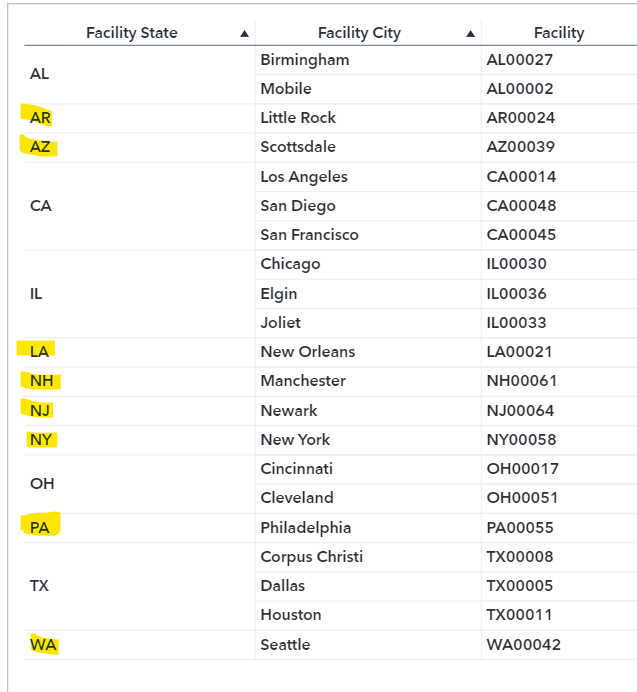 Facility State ▲ Facility City ▲ Facility
AL Birmingham AL00027
Mobile AL00002
AR Little Rock AR00024
AZ Scottsdale AZ00039
CA Los Angeles CA00014
San Diego CA00048
San Francisco CA00045
IL Chicago IL00030
Elgin IL00036
Joliet IL00033
LA New Orleans LA00021
NH Manchester NH00061
NJ Newark NJ00064
NY New York NY00058
OH Cincinnati OH00017
Cleveland OH00051
PA Philadelphia PA00055
TX Corpus Christi TX00008
Dallas TX00005
Houston TX00011
WA Seattle WA00042